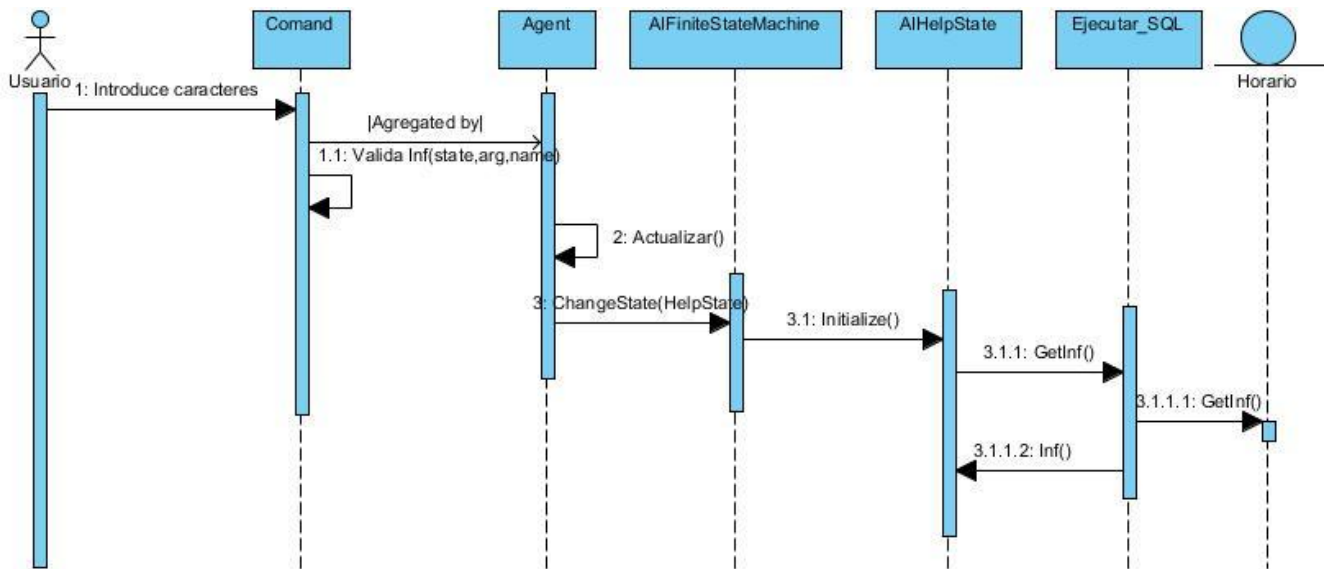 Comand
Agent
AIFiniteStateMachine
AIHelpState
Ejecutar_SQL
Usuario
Horario
1: Introduce caracteres
|Agregated by|
1.1: Valida Inf(state,arg,name)
2: Actualizar()
3: ChangeState(HelpState)
3.1: Initialize()
3.1.1: GetInf()
3.1.1.1: GetInf()
3.1.1.2: Inf()